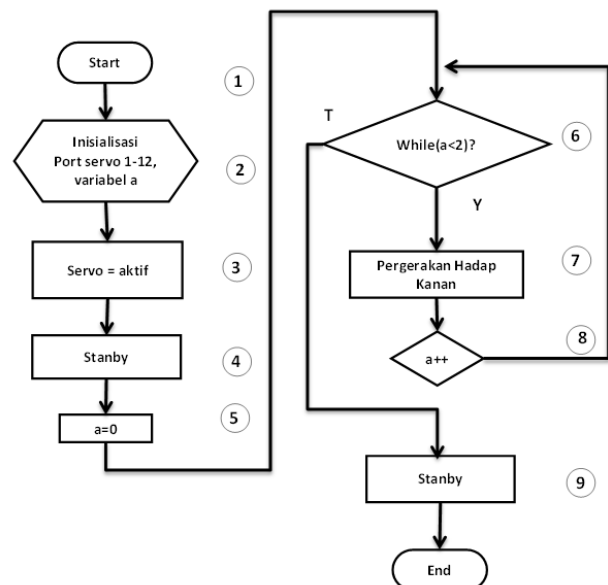 Start
1
Inisialisasi
Port servo 1-12,
variabel a
2
Servo = aktif
3
Stanby
4
a=0
5
T
While(a<2)?
6
Y
Pergerakan Hadap
Kanan
7
a++
8
Stanby
9
End